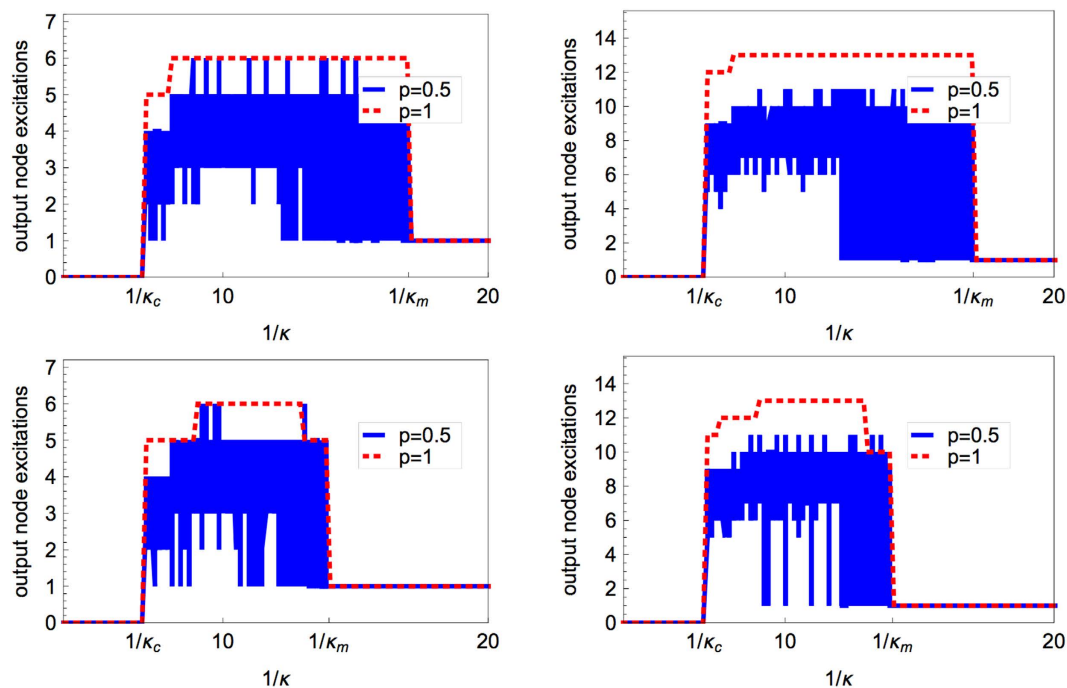 output node excitations
7
6
5
4
3
2
1
0
p=0.5
p=1
1/κc 10 1/κm 20
1/κ
output node excitations
14
12
10
8
6
4
2
0
p=0.5
p=1
1/κc 10 1/κm 20
1/κ
output node excitations
7
6
5
4
3
2
1
0
p=0.5
p=1
1/κc 10 1/κm 20
1/κ
output node excitations
14
12
10
8
6
4
2
0
p=0.5
p=1
1/κc 10 1/κm 20
1/κ